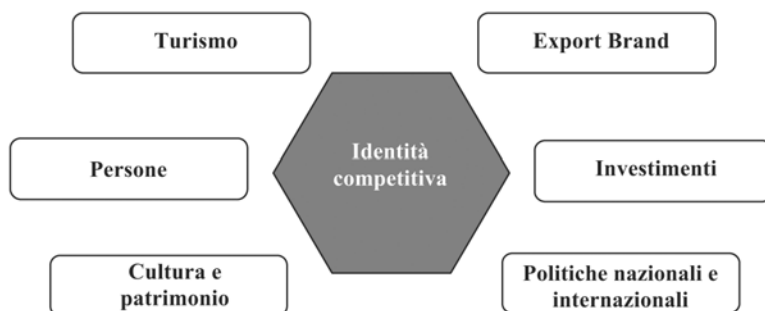 Turismo
Export Brand
Identità
competitiva
Persone
Investimenti
Cultura e
patrimonio
Politiche nazionali e
internazionali